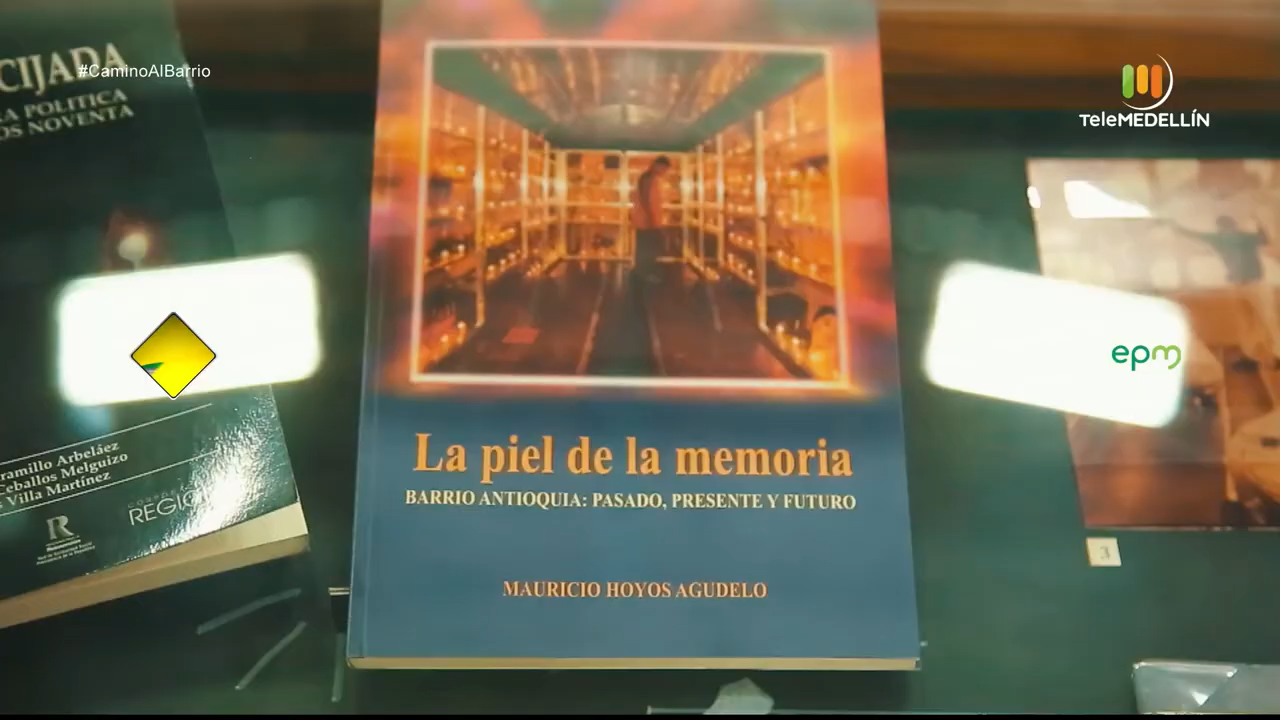 #CaminoAlBarrio
TeleMEDELLÍN
CIJADA
RA POLITICA
OS NOVENTA
epm
La piel de la memoria
BARRIO ANTIOQUIA: PASADO, PRESENTE Y FUTURO
MAURICIO HOYOS AGUDELO
ramillo Arbeláez
Ceballos Melguizo
Villa Martínez
REGIO
R
3